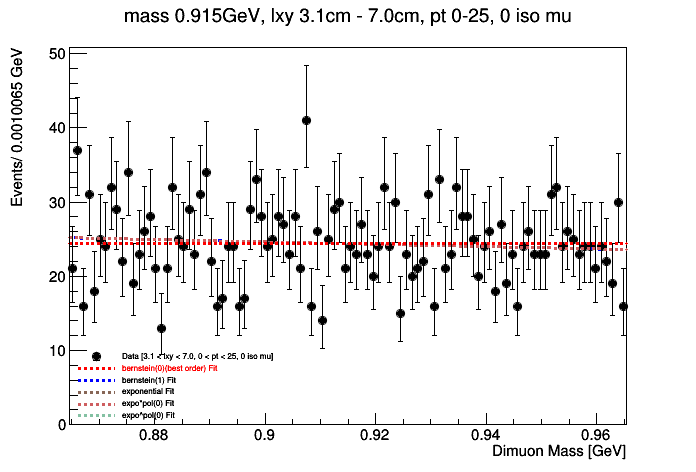 mass 0.915GeV, lxy 3.1cm - 7.0cm, pt 0-25, 0 iso mu
Events/ 0.0010065 GeV
50
40
30
20
10
0
Data [3.1 < lxy < 7.0, 0 < pt < 25, 0 iso mu]
bernstein(0)(best order) Fit
bernstein(1) Fit
exponential Fit
expo*pol(0) Fit
expo^pol(0) Fit
0.88 0.9 0.92 0.94 0.96
Dimuon Mass [GeV]